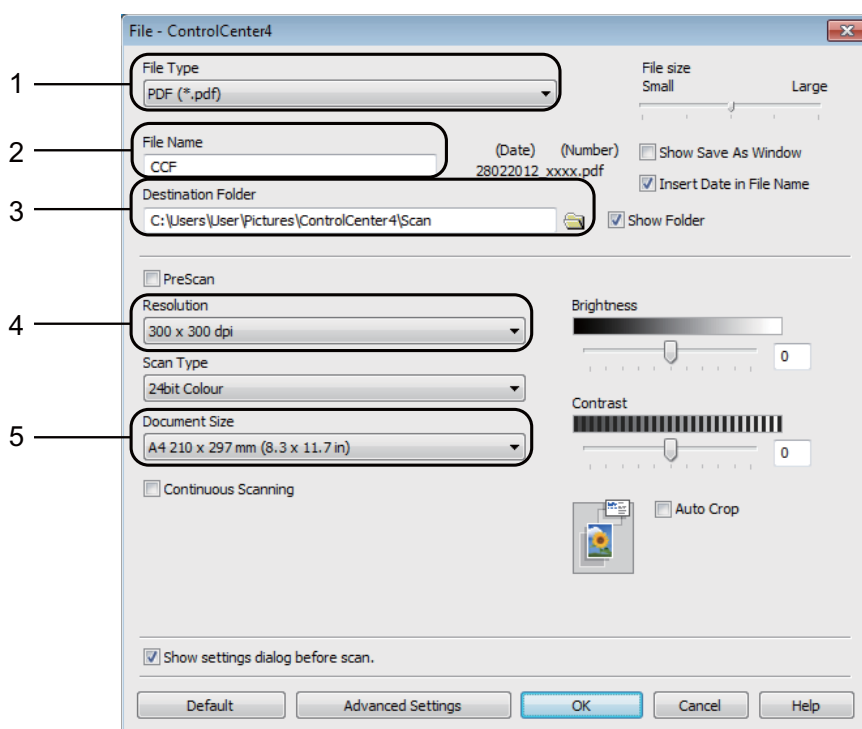 File - ControlCenter4
1
File Type
PDF (*.pdf)
File size
Small Large
2
File Name
CCF
(Date) (Number)
28022012_xxxx.pdf
Show Save As Window
Insert Date in File Name
3
Destination Folder
C:\Users\User\Pictures\ControlCenter4\Scan
Show Folder
PreScan
4
Resolution
300 x 300 dpi
Scan Type
24bit Colour
5
Document Size
A4 210 x 297 mm (8.3 x 11.7 in)
Continuous Scanning
Brightness
0
Contrast
0
Auto Crop
Show settings dialog before scan.
Default Advanced Settings OK Cancel Help